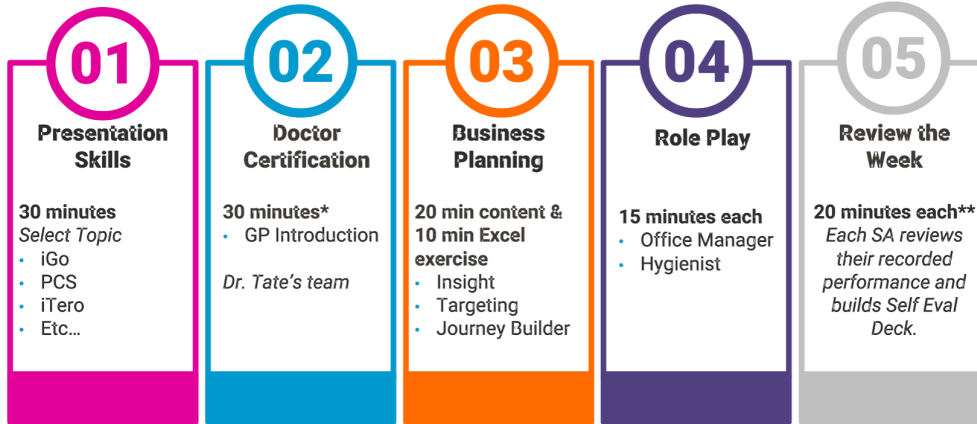 01
Presentation
Skills
30 minutes
Select Topic
• iGo
• PCS
• iTero
• Etc...
02
Doctor
Certification
30 minutes*
• GP Introduction
Dr. Tate's team
03
Business
Planning
20 min content &
10 min Excel
exercise
• Insight
• Targeting
• Journey Builder
04
Role Play
15 minutes each
• Office Manager
• Hygienist
05
Review the
Week
20 minutes each**
Each SA reviews
their recorded
performance and
builds Self Eval
Deck.